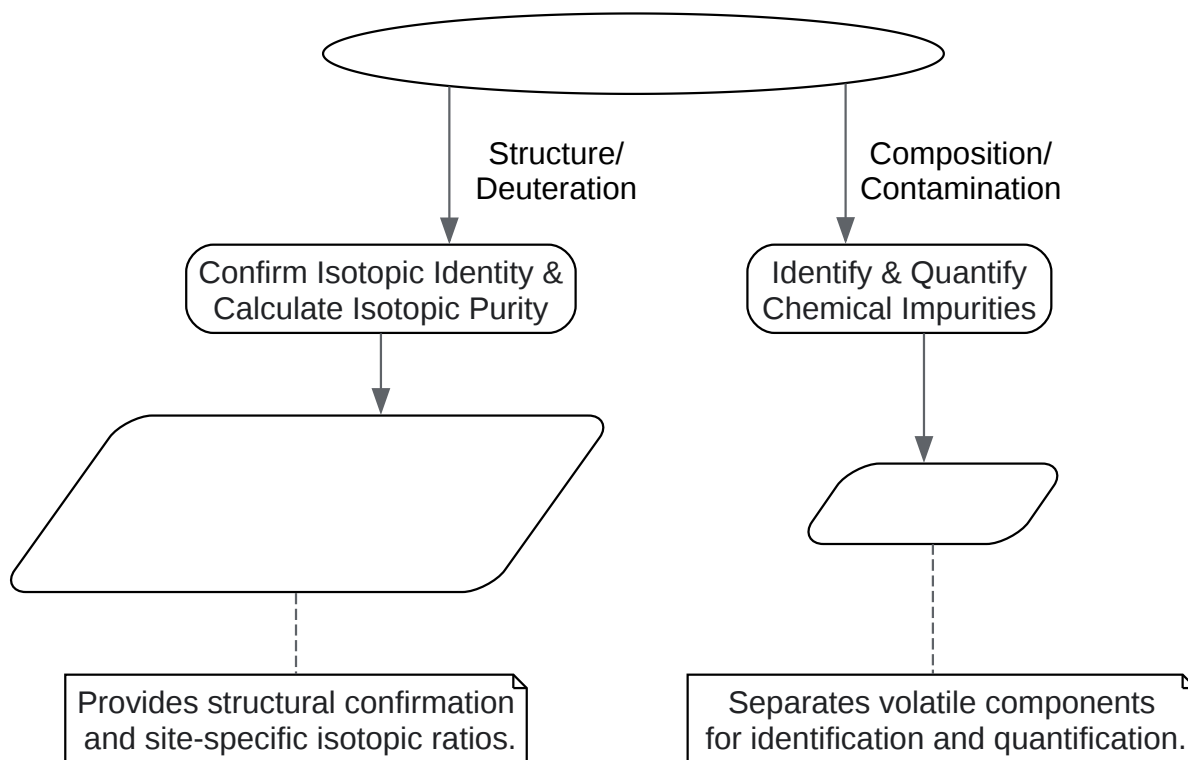 Structure/
Deuteration
Composition/
Contamination
Confirm Isotopic Identity &
Calculate Isotopic Purity
Identify & Quantify
Chemical Impurities
Provides structural confirmation
and site-specific isotopic ratios.
Separates volatile components
for identification and quantification.